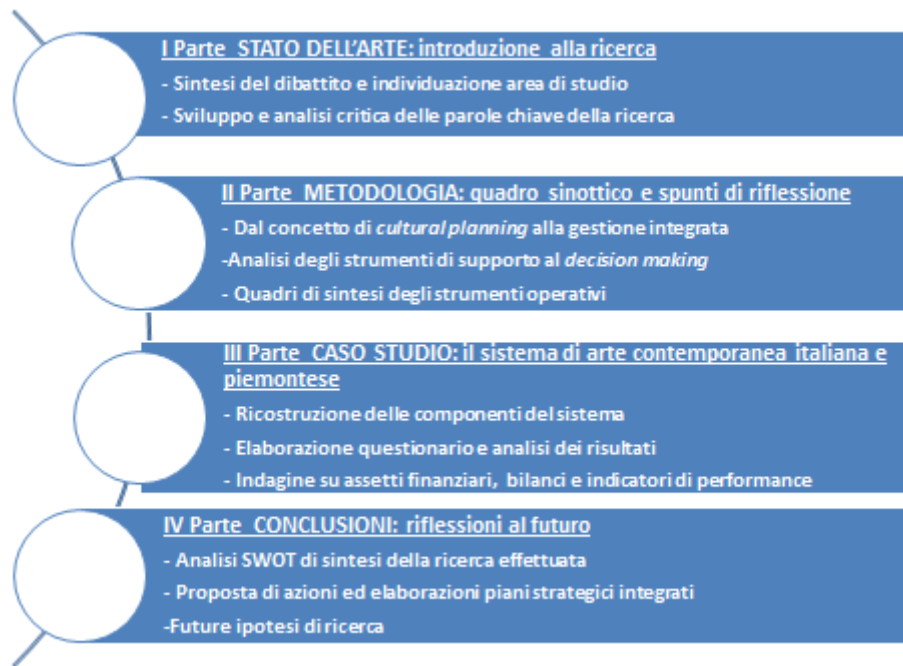 I Parte STATO DELL'ARTE: introduzione alla ricerca
- Sintesi del dibattito e individuazione area di studio
- Sviluppo e analisi critica delle parole chiave della ricerca
II Parte METODOLOGIA: quadro sinottico e spunti di riflessione
- Dal concetto di cultural planning alla gestione integrata
-Analisi degli strumenti di supporto al decision making
- Quadri di sintesi degli strumenti operativi
III Parte CASO STUDIO: il sistema di arte contemporanea italiana e
piemontese
- Ricostruzione delle componenti del sistema
- Elaborazione questionario e analisi dei risultati
- Indagine su assetti finanziari, bilanci e indicatori di performance
IV Parte CONCLUSIONI: riflessioni al futuro
- Analisi SWOT di sintesi della ricerca effettuata
- Proposta di azioni ed elaborazioni piani strategici integrati
-Future ipotesi di ricerca